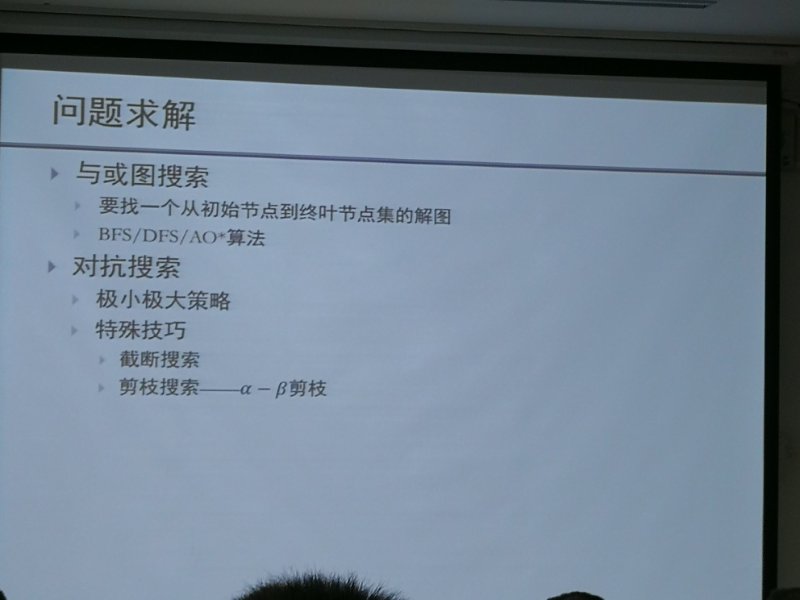 问题求解
与或图搜索
要找一个从初始节点到终叶节点集的解图
BFS/DFS/AO*算法
对抗搜索
极小极大策略
特殊技巧
截断搜索
剪枝搜索——α − β剪枝